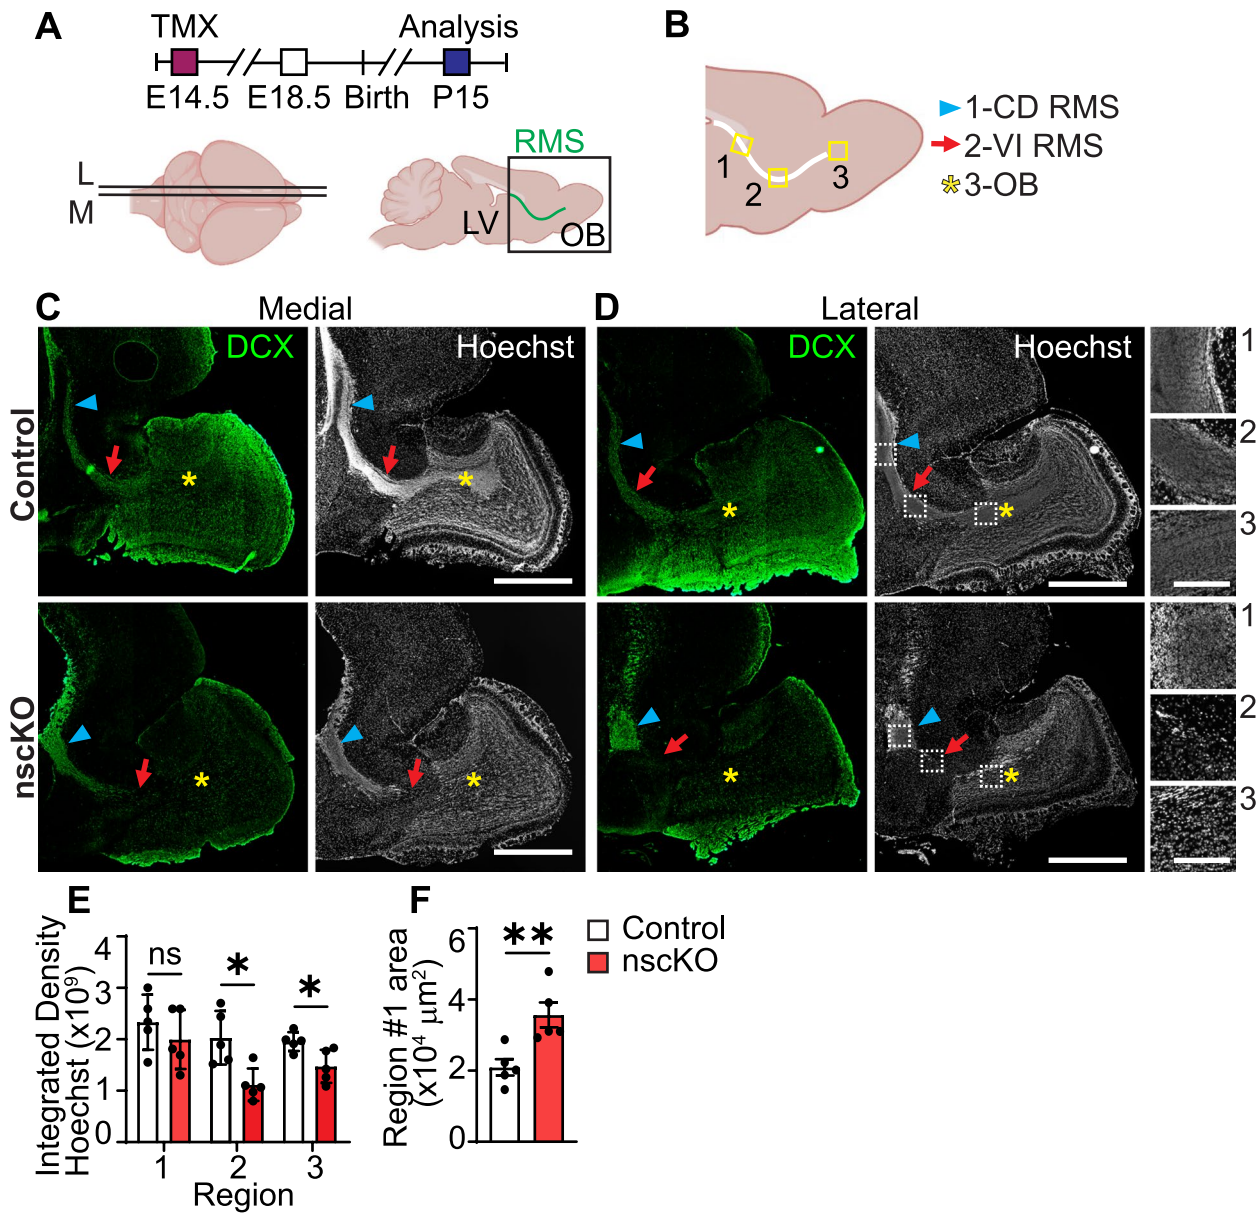 A
TMX
Analysis
E14.5
E18.5
Birth
P15
L
M
RMS
LV
OB
B
1
2
3
1-CD RMS
2-VI RMS
*3-OB
C
Medial
D
Lateral
Control
DCX
Hoechst
DCX
Hoechst
1
2
3
nscKO
1
2
3
E
Integrated Density
Hoechst (x10⁹)
4
3
2
1
0
ns
*
*
1
2
3
Region
F
Region #1 area
(x10⁴ μm²)
6
4
2
0
**
Control
nscKO